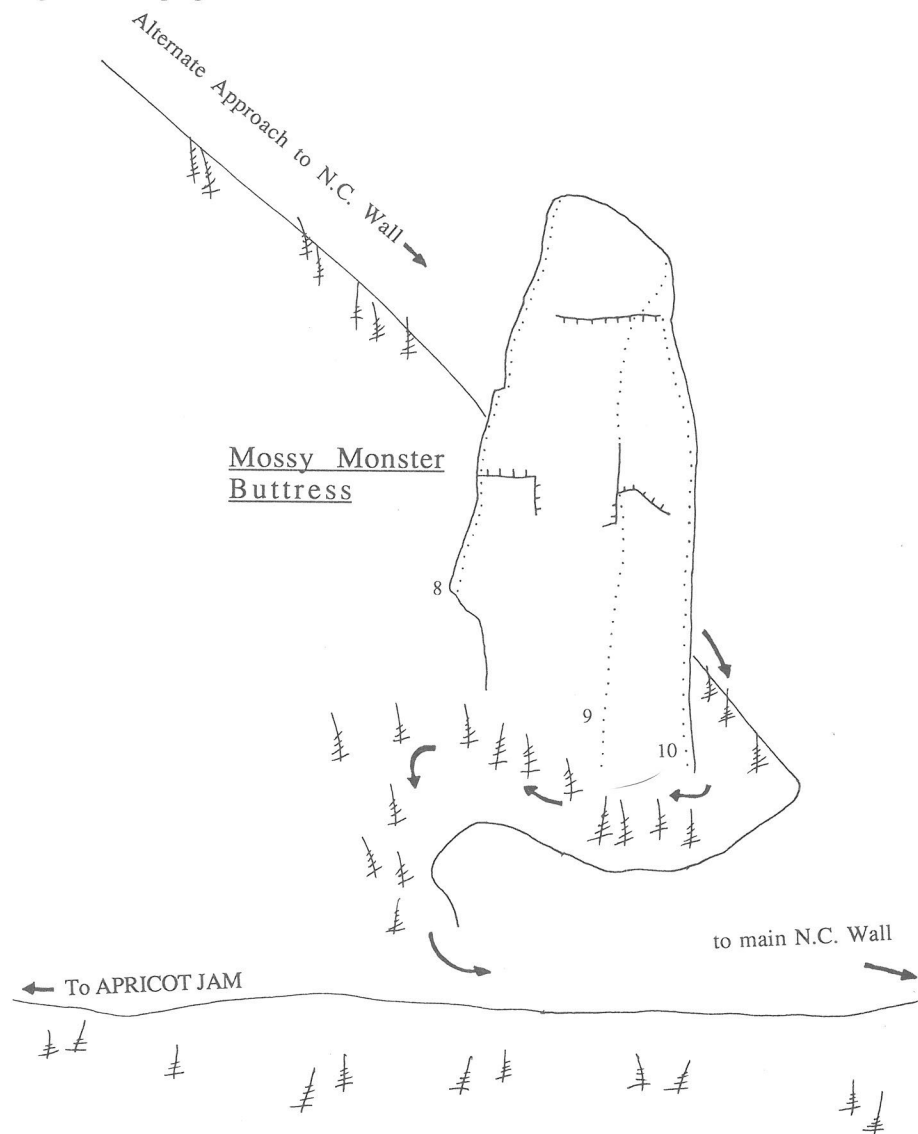 Alternate Approach to N.C. Wall
Mossy Monster
Buttress
8
9
10
to main N.C. Wall
To APRICOT JAM